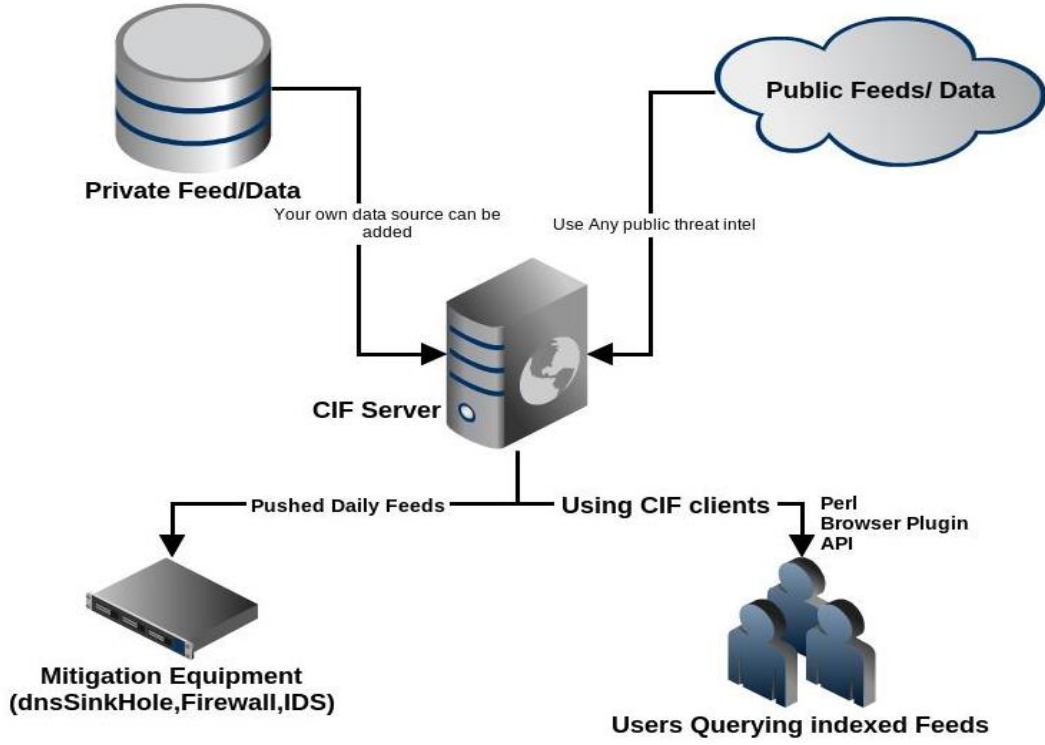 Public Feeds/ Data
Private Feed/Data
Your own data source can be
added
Use Any public threat intel
CIF Server
Pushed Daily Feeds
Using CIF clients
Perl
Browser Plugin
API
Mitigation Equipment
(dnsSinkHole,Firewall,IDS)
Users Querying indexed Feeds